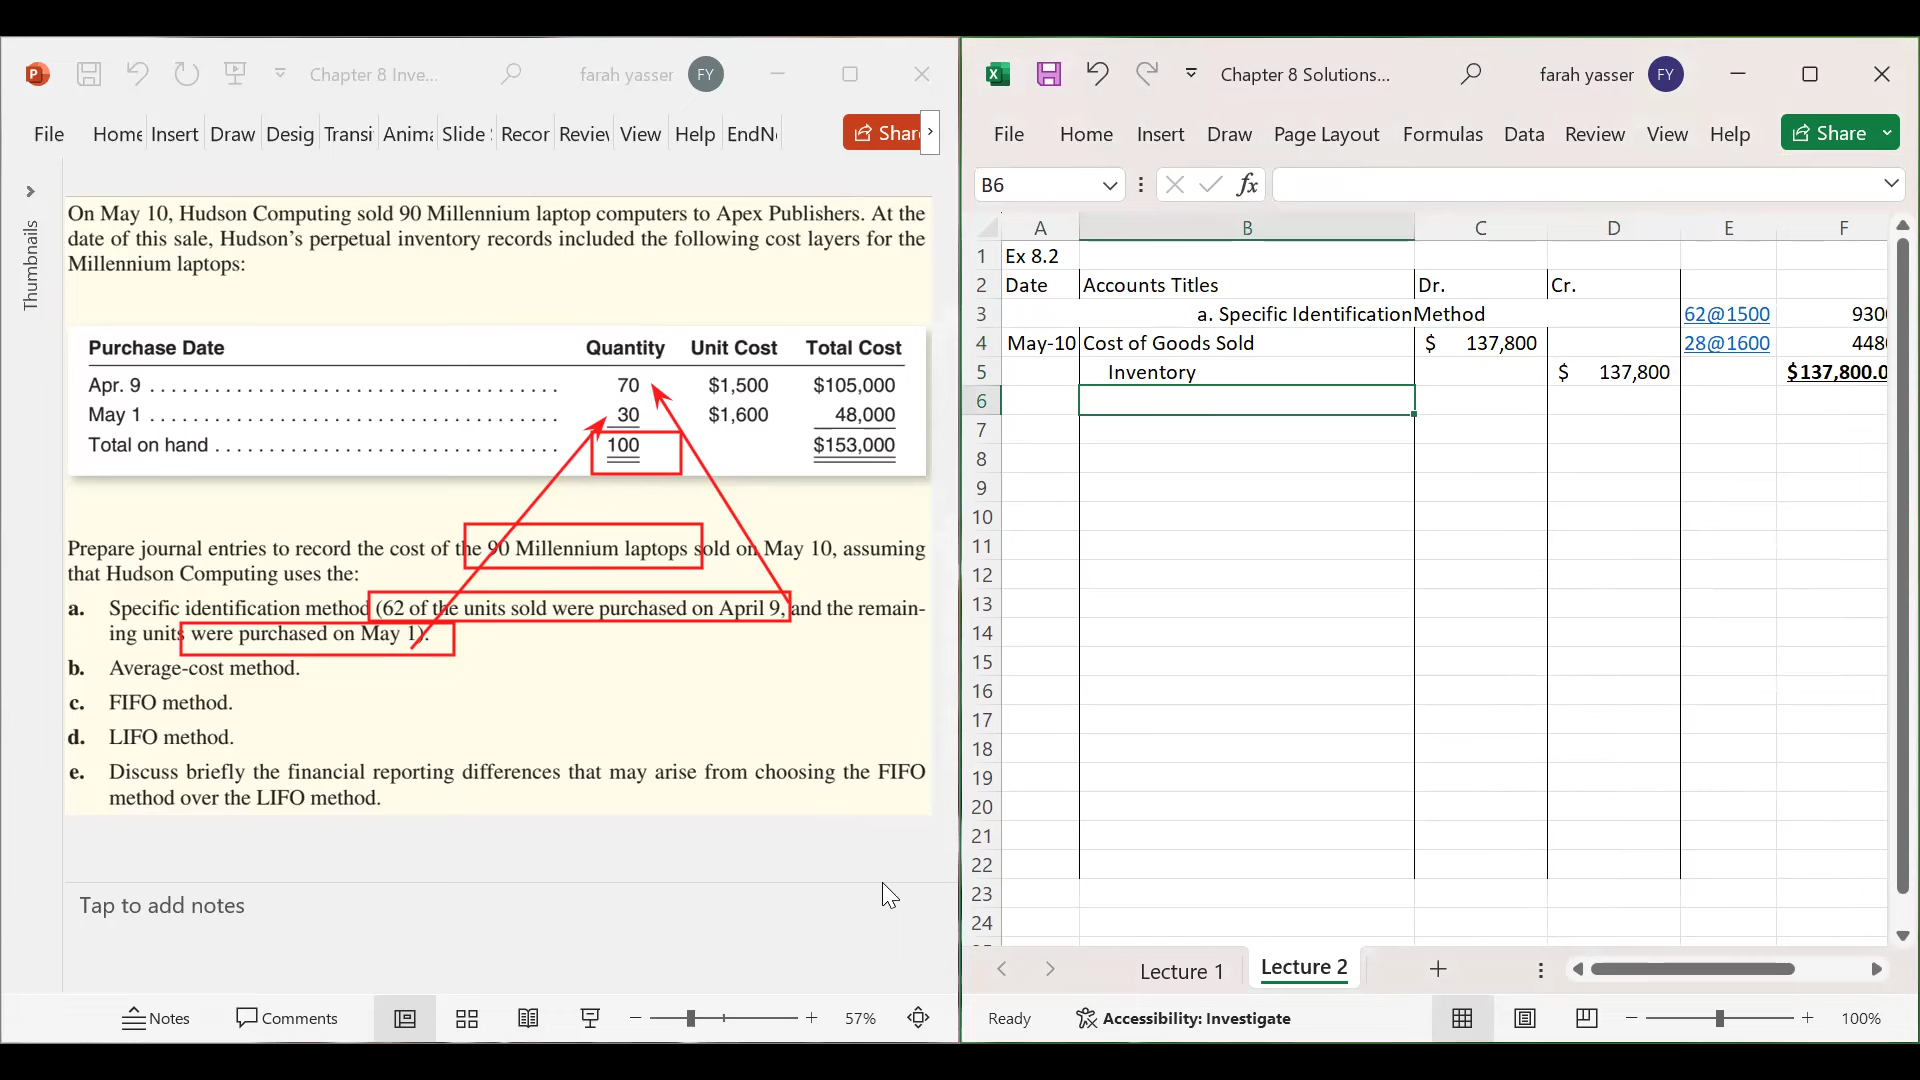 Chapter 8 Inve...
farah yasser
FY
File
Home
Insert
Draw
Desig
Transi
Anima
Slide
Recor
Review
View
Help
EndN
Share
Thumbnails
On May 10, Hudson Computing sold 90 Millennium laptop computers to Apex Publishers. At the
date of this sale, Hudson's perpetual inventory records included the following cost layers for the
Millennium laptops:
Purchase Date Quantity Unit Cost Total Cost
Apr. 9 . . . . . . . . . . . . . . . . . . . . . . . . . . . . . . . . . . . . . 70 $1,500 $105,000
May 1 . . . . . . . . . . . . . . . . . . . . . . . . . . . . . . . . . . . . . 30 $1,600 48,000
Total on hand . . . . . . . . . . . . . . . . . . . . . . . . . . . . . . . 100 $153,000
Prepare journal entries to record the cost of the 90 Millennium laptops sold on May 10, assuming
that Hudson Computing uses the:
a. Specific identification method (62 of the units sold were purchased on April 9, and the remain-
ing units were purchased on May 1).
b. Average-cost method.
c. FIFO method.
d. LIFO method.
e. Discuss briefly the financial reporting differences that may arise from choosing the FIFO
method over the LIFO method.
Tap to add notes
Notes
Comments
57%
Chapter 8 Solutions...
farah yasser
FY
File
Home
Insert
Draw
Page Layout
Formulas
Data
Review
View
Help
Share
B6
fx
A B C D E F
1 Ex 8.2
2 Date Accounts Titles Dr. Cr.
3 a. Specific Identification Method 62@1500 9300
4 May-10 Cost of Goods Sold $ 137,800 28@1600 4480
5 Inventory $ 137,800 $137,800.0
6
7
8
9
10
11
12
13
14
15
16
17
18
19
20
21
22
23
24
Lecture 1
Lecture 2
Ready
Accessibility: Investigate
100%